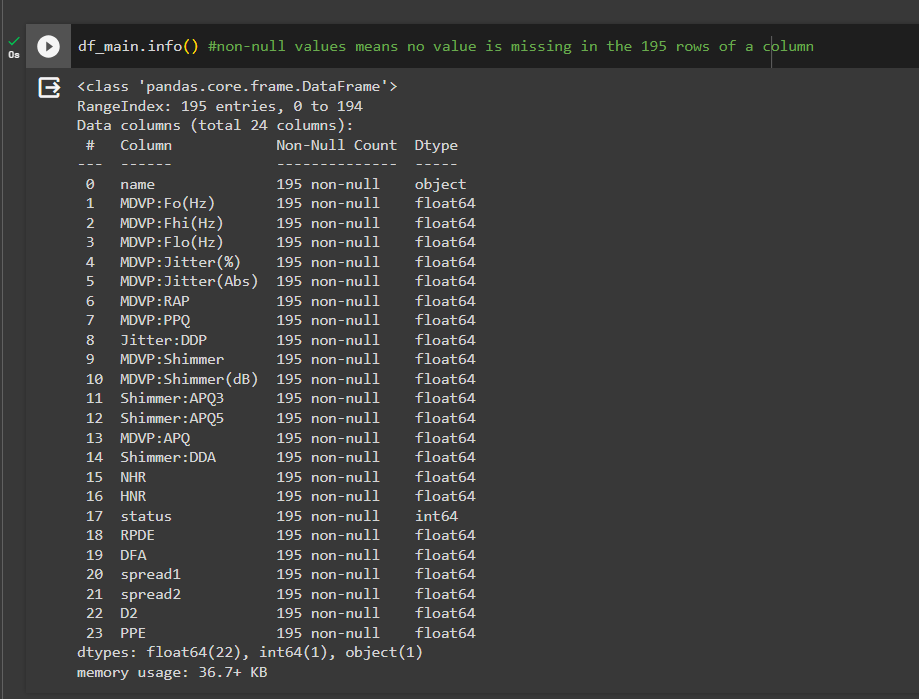 df_main.info() #non-null values means no value is missing in the 195 rows of a column
0s
<class 'pandas.core.frame.DataFrame'>
RangeIndex: 195 entries, 0 to 194
Data columns (total 24 columns):
 #   Column            Non-Null Count  Dtype
---  ------            --------------  -----
 0   name              195 non-null    object
 1   MDVP:Fo(Hz)       195 non-null    float64
 2   MDVP:Fhi(Hz)      195 non-null    float64
 3   MDVP:Flo(Hz)      195 non-null    float64
 4   MDVP:Jitter(%)    195 non-null    float64
 5   MDVP:Jitter(Abs)  195 non-null    float64
 6   MDVP:RAP          195 non-null    float64
 7   MDVP:PPQ          195 non-null    float64
 8   Jitter:DDP        195 non-null    float64
 9   MDVP:Shimmer      195 non-null    float64
 10  MDVP:Shimmer(dB)  195 non-null    float64
 11  Shimmer:APQ3      195 non-null    float64
 12  Shimmer:APQ5      195 non-null    float64
 13  MDVP:APQ          195 non-null    float64
 14  Shimmer:DDA       195 non-null    float64
 15  NHR               195 non-null    float64
 16  HNR               195 non-null    float64
 17  status            195 non-null    int64
 18  RPDE              195 non-null    float64
 19  DFA               195 non-null    float64
 20  spread1           195 non-null    float64
 21  spread2           195 non-null    float64
 22  D2                195 non-null    float64
 23  PPE               195 non-null    float64
dtypes: float64(22), int64(1), object(1)
memory usage: 36.7+ KB